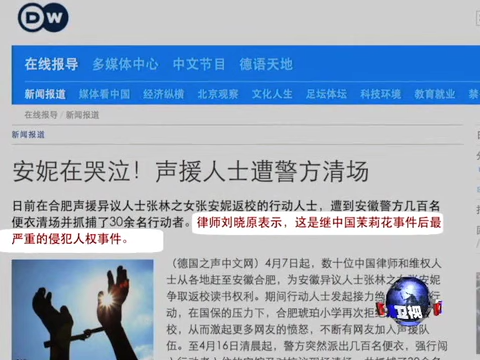 DW
在线报导 多媒体中心 中文节目 德语天地
新闻报道 媒体看中国 经济纵横 北京观察 文化人生 足坛体坛 科技环境 教育就业 禁
在线报导 / 新闻报道
新闻报道
安妮在哭泣！声援人士遭警方清场
日前在合肥声援异议人士张林之女张安妮返校的行动人士，遭到安徽警方几百名
便衣清场并抓捕了30余名行动者。律师刘晓原表示，这是继中国茉莉花事件后最
严重的侵犯人权事件。
（德国之声中文网）4月7日起，数十位中国律师和维权人
士从各地赶至安徽合肥，为异议人士张林之女张安妮
争取返校读书权利。期间行动人士发起接力绝
动，在国保的压力下，合肥琥珀小学再次拒
校，从而激起更多网友的愤怒，不断有网友加入声援队
伍。至4月16日清晨起，警方突然派出几百名便衣，强行闯
卫视